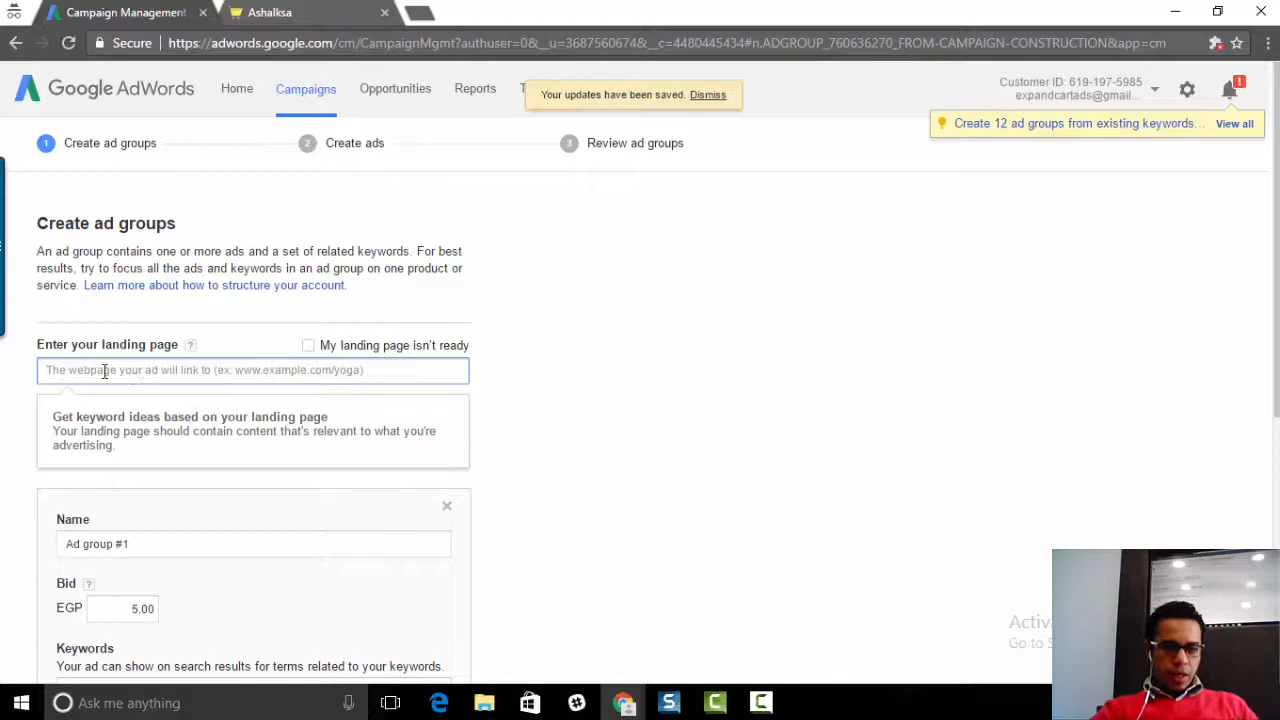 Campaign Management
Ashalksa
Secure
https://adwords.google.com/cm/CampaignMgmt?authuser=0&__u=36875560674&__c=4480445434#n.ADGROUP_760636270_FROM-CAMPAIGN-CONSTRUCTION&app=cm
Google AdWords
Home
Campaigns
Opportunities
Reports
Your updates have been saved. Dismiss
Customer ID: 619-197-5985
expandcartads@gmail...
!
Create 12 ad groups from existing keywords... View all
1 Create ad groups
2 Create ads
3 Review ad groups
Create ad groups
An ad group contains one or more ads and a set of related keywords. For best
results, try to focus all the ads and keywords in an ad group on one product or
service. Learn more about how to structure your account.
Enter your landing page ?
My landing page isn't ready
The webpage your ad will link to (ex: www.example.com/yoga)
Get keyword ideas based on your landing page
Your landing page should contain content that's relevant to what you're
advertising.
Name
Ad group #1
Bid ?
EGP 5.00
Keywords
Your ad can show on search results for terms related to your keywords.
Go to
Ask me anything